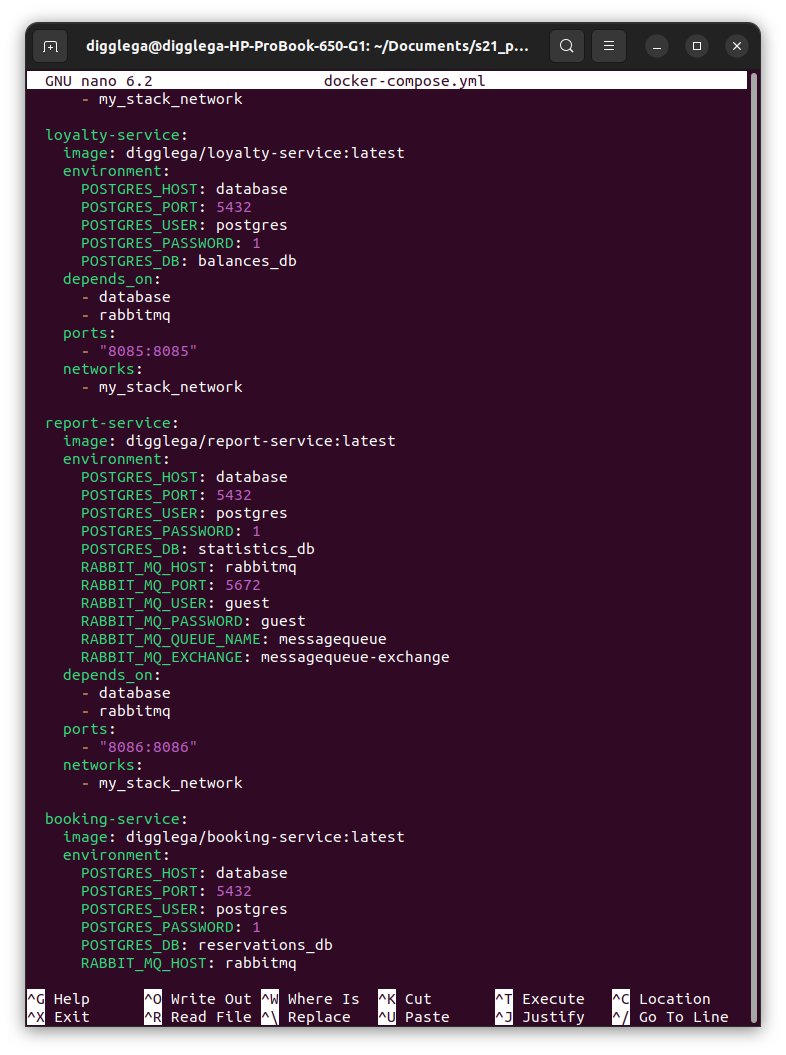 digglega@digglega-HP-ProBook-650-G1: ~/Documents/s21_p...
GNU nano 6.2 docker-compose.yml
      - my_stack_network

  loyalty-service:
    image: digglega/loyalty-service:latest
    environment:
      POSTGRES_HOST: database
      POSTGRES_PORT: 5432
      POSTGRES_USER: postgres
      POSTGRES_PASSWORD: 1
      POSTGRES_DB: balances_db
    depends_on:
      - database
      - rabbitmq
    ports:
      - "8085:8085"
    networks:
      - my_stack_network

  report-service:
    image: digglega/report-service:latest
    environment:
      POSTGRES_HOST: database
      POSTGRES_PORT: 5432
      POSTGRES_USER: postgres
      POSTGRES_PASSWORD: 1
      POSTGRES_DB: statistics_db
      RABBIT_MQ_HOST: rabbitmq
      RABBIT_MQ_PORT: 5672
      RABBIT_MQ_USER: guest
      RABBIT_MQ_PASSWORD: guest
      RABBIT_MQ_QUEUE_NAME: messagequeue
      RABBIT_MQ_EXCHANGE: messagequeue-exchange
    depends_on:
      - database
      - rabbitmq
    ports:
      - "8086:8086"
    networks:
      - my_stack_network

  booking-service:
    image: digglega/booking-service:latest
    environment:
      POSTGRES_HOST: database
      POSTGRES_PORT: 5432
      POSTGRES_USER: postgres
      POSTGRES_PASSWORD: 1
      POSTGRES_DB: reservations_db
      RABBIT_MQ_HOST: rabbitmq

^G Help ^O Write Out ^W Where Is ^K Cut ^T Execute ^C Location
^X Exit ^R Read File ^\ Replace ^U Paste ^J Justify ^/ Go To Line